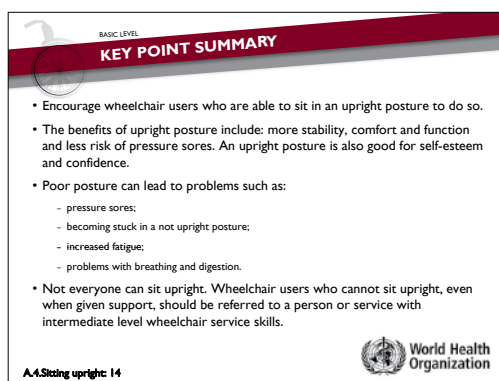 BASIC LEVEL
KEY POINT SUMMARY
• Encourage wheelchair users who are able to sit in an upright posture to do so.
• The benefits of upright posture include: more stability, comfort and function
and less risk of pressure sores. An upright posture is also good for self-esteem
and confidence.
• Poor posture can lead to problems such as:
– pressure sores;
– becoming stuck in a not upright posture;
– increased fatigue;
– problems with breathing and digestion.
• Not everyone can sit upright. Wheelchair users who cannot sit upright, even
when given support, should be referred to a person or service with
intermediate level wheelchair service skills.
A.4.Sitting upright: 14
World Health
Organization